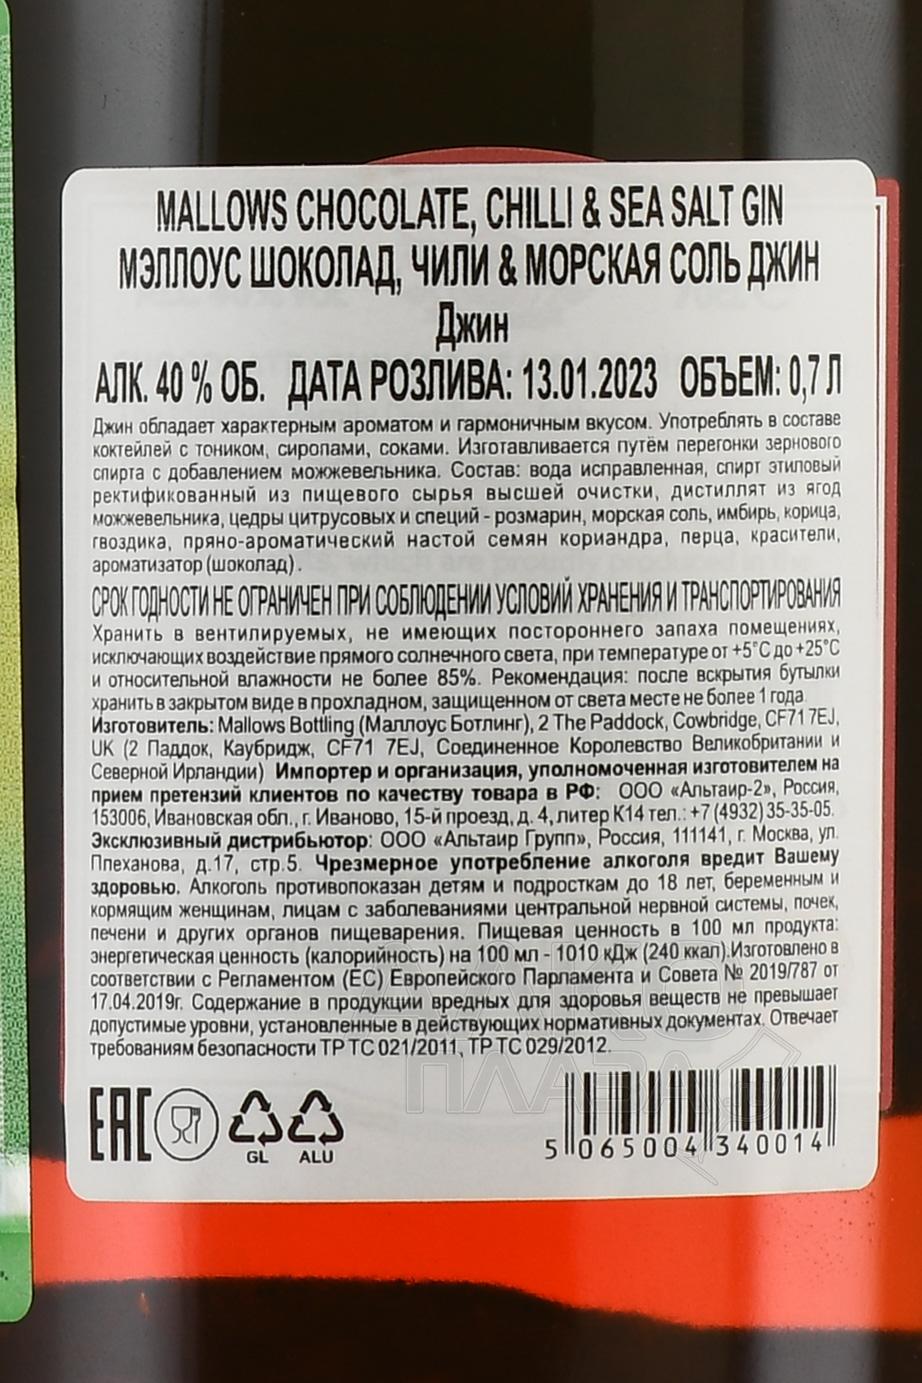 MALLOWS CHOCOLATE, CHILLI & SEA SALT GIN
МЭЛЛОУС ШОКОЛАД, ЧИЛИ & МОРСКАЯ СОЛЬ ДЖИН
Джин
АЛК. 40 % ОБ. ДАТА РОЗЛИВА: 13.01.2023 ОБЪЕМ: 0,7 Л
Джин обладает характерным ароматом и гармоничным вкусом. Употреблять в составе
коктейлей с тоником, сиропами, соками. Изготавливается путём перегонки зернового
спирта с добавлением можжевельника. Состав: вода исправленная, спирт этиловый
ректификованный из пищевого сырья высшей очистки, дистиллят из ягод
можжевельника, цедры цитрусовых и специй - розмарин, морская соль, имбирь, корица,
гвоздика, пряно-ароматический настой семян кориандра, перца, красители,
ароматизатор (шоколад).
СРОК ГОДНОСТИ НЕ ОГРАНИЧЕН ПРИ СОБЛЮДЕНИИ УСЛОВИЙ ХРАНЕНИЯ И ТРАНСПОРТИРОВАНИЯ
Хранить в вентилируемых, не имеющих постороннего запаха помещениях,
исключающих воздействие прямого солнечного света, при температуре от +5°С до +25°С
и относительной влажности не более 85%. Рекомендация: после вскрытия бутылки
хранить в закрытом виде в прохладном, защищенном от света месте не более 1 года.
Изготовитель: Mallows Bottling (Маллоус Ботлинг), 2 The Paddock, Cowbridge, CF71 7EJ,
UK (2 Паддок, Каубридж, CF71 7EJ, Соединенное Королевство Великобритании и
Северной Ирландии) Импортер и организация, уполномоченная изготовителем на
прием претензий клиентов по качеству товара в РФ: ООО «Альтаир-2», Россия,
153006, Ивановская обл., г. Иваново, 15-й проезд, д. 4, литер К14 тел.: +7 (4932) 35-35-05.
Эксклюзивный дистрибьютор: ООО «Альтаир Групп», Россия, 111141, г. Москва, ул.
Плеханова, д.17, стр.5. Чрезмерное употребление алкоголя вредит Вашему
здоровью. Алкоголь противопоказан детям и подросткам до 18 лет, беременным и
кормящим женщинам, лицам с заболеваниями центральной нервной системы, почек,
печени и других органов пищеварения. Пищевая ценность в 100 мл продукта:
энергетическая ценность (калорийность) на 100 мл - 1010 кДж (240 ккал).Изготовлено в
соответствии с Регламентом (ЕС) Европейского Парламента и Совета № 2019/787 от
17.04.2019г. Содержание в продукции вредных для здоровья веществ не превышает
допустимые уровни, установленные в действующих нормативных документах. Отвечает
требованиям безопасности ТР ТС 021/2011, ТР ТС 029/2012.
АЛКО
ПЛАЗА
EAC
GL ALU
5 065004 340014